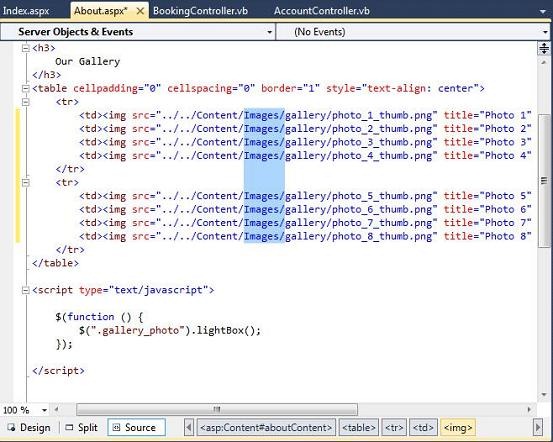 Index.aspx About.aspx* × BookingController.vb AccountController.vb
Server Objects & Events (No Events)
<h3>
Our Gallery
</h3>
<table cellpadding="0" cellspacing="0" border="1" style="text-align: center">
<tr>
<td><img src="../../Content/Images/gallery/photo_1_thumb.png" title="Photo 1"
<td><img src="../../Content/Images/gallery/photo_2_thumb.png" title="Photo 2"
<td><img src="../../Content/Images/gallery/photo_3_thumb.png" title="Photo 3"
<td><img src="../../Content/Images/gallery/photo_4_thumb.png" title="Photo 4"
</tr>
<tr>
<td><img src="../../Content/Images/gallery/photo_5_thumb.png" title="Photo 5"
<td><img src="../../Content/Images/gallery/photo_6_thumb.png" title="Photo 6"
<td><img src="../../Content/Images/gallery/photo_7_thumb.png" title="Photo 7"
<td><img src="../../Content/Images/gallery/photo_8_thumb.png" title="Photo 8"
</tr>
</table>
<script type="text/javascript">
$(function () {
$(".gallery_photo").lightBox();
});
</script>
100 %
Design Split Source <asp:Content#aboutContent> <table> <tr> <td> <img>